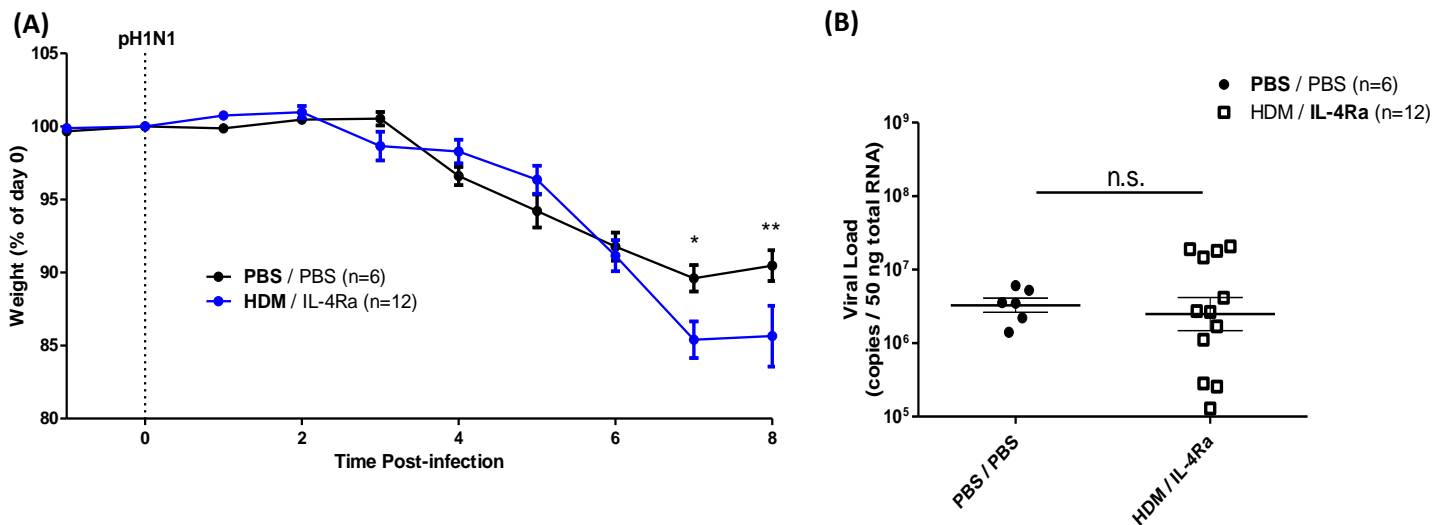 (A)
pH1N1
105
100
95
90
85
80
Weight (% of day 0)
PBS / PBS (n=6)
HDM / IL-4Ra (n=12)
*
**
0
2
4
6
8
Time Post-infection
(B)
PBS / PBS (n=6)
HDM / IL-4Ra (n=12)
n.s.
10⁹
10⁸
10⁷
10⁶
10⁵
Viral Load
(copies / 50 ng total RNA)
PBS / PBS
HDM / IL-4Ra